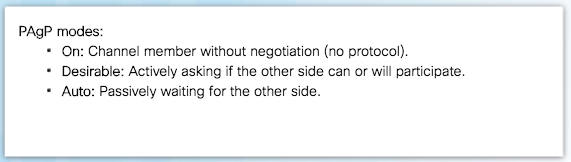 PAgP modes:
▪ On: Channel member without negotiation (no protocol).
▪ Desirable: Actively asking if the other side can or will participate.
▪ Auto: Passively waiting for the other side.